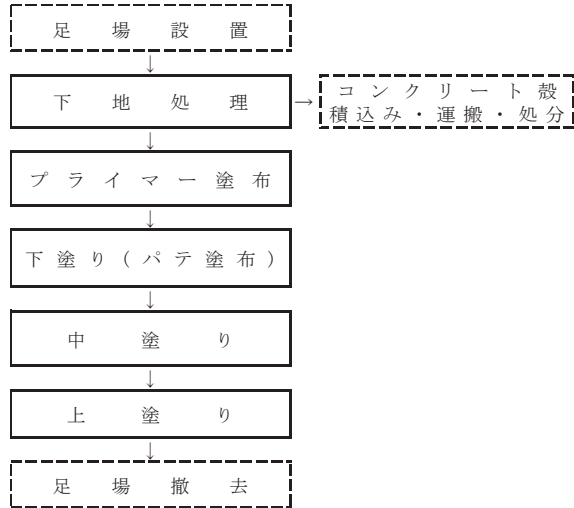 足場設置
↓
下地処理
→
コンクリート殻
積込み・運搬・処分
↓
プライマー塗布
↓
下塗り(パテ塗布)
↓
中塗り
↓
上塗り
↓
足場撤去